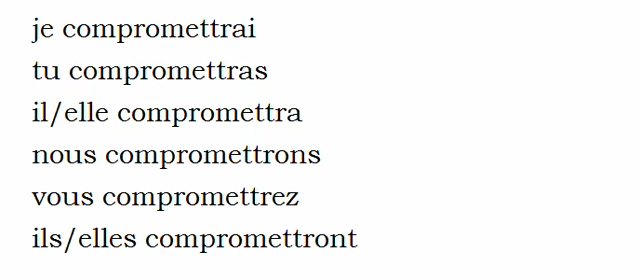 je compromettrai
tu compromettras
il/elle compromettra
nous compromettrons
vous compromettrez
ils/elles compromettront